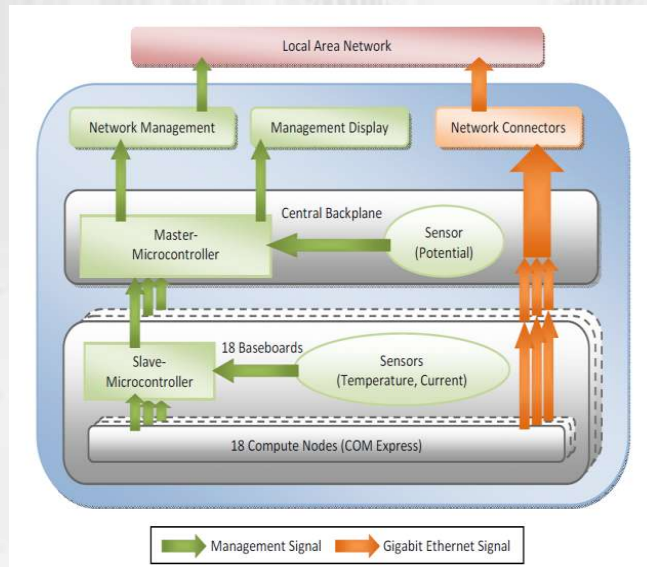 Local Area Network
Network Management
Management Display
Network Connectors
Central Backplane
Master-
Microcontroller
Sensor
(Potential)
18 Baseboards
Slave-
Microcontroller
Sensors
(Temperature, Current)
18 Compute Nodes (COM Express)
Management Signal
Gigabit Ethernet Signal